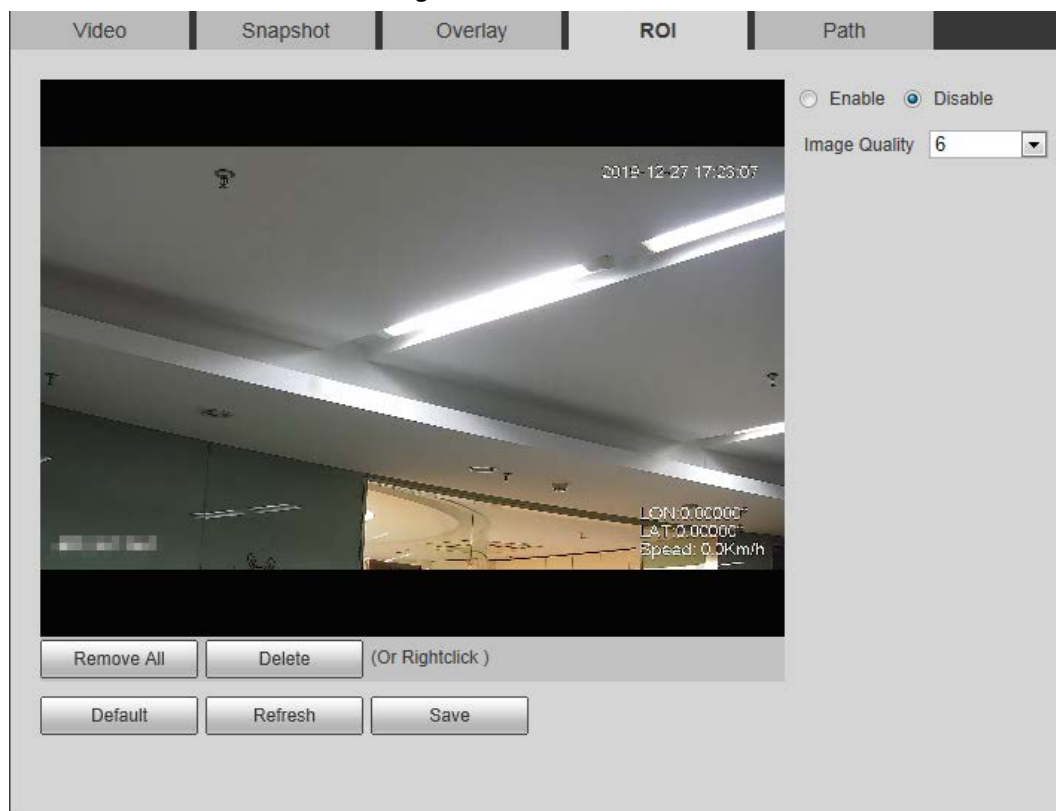 Video Snapshot Overlay ROI Path
Enable Disable
Image Quality 6
2019-12-27 17:23:07
LON:0.00000°
LAT:0.00000°
Speed: 0.0Km/h
Remove All Delete (Or Rightclick )
Default Refresh Save